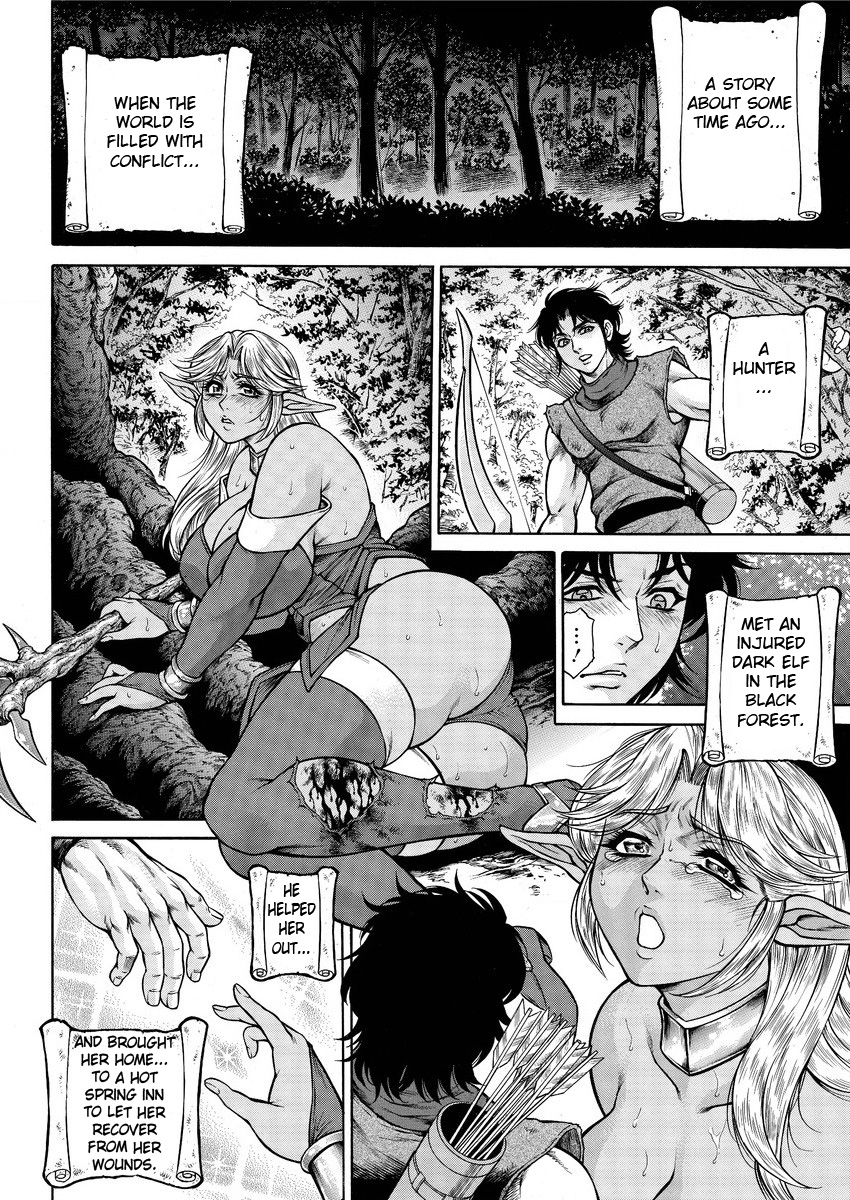 A STORY
ABOUT SOME
TIME AGO...
WHEN THE
WORLD IS
FILLED WITH
CONFLICT...
A
HUNTER
...
MET AN
INJURED
DARK ELF
IN THE
BLACK
FOREST.
...!
HE
HELPED
HER
OUT...
AND BROUGHT
HER HOME...
TO A HOT
SPRING INN
TO LET HER
RECOVER
FROM HER
WOUNDS.